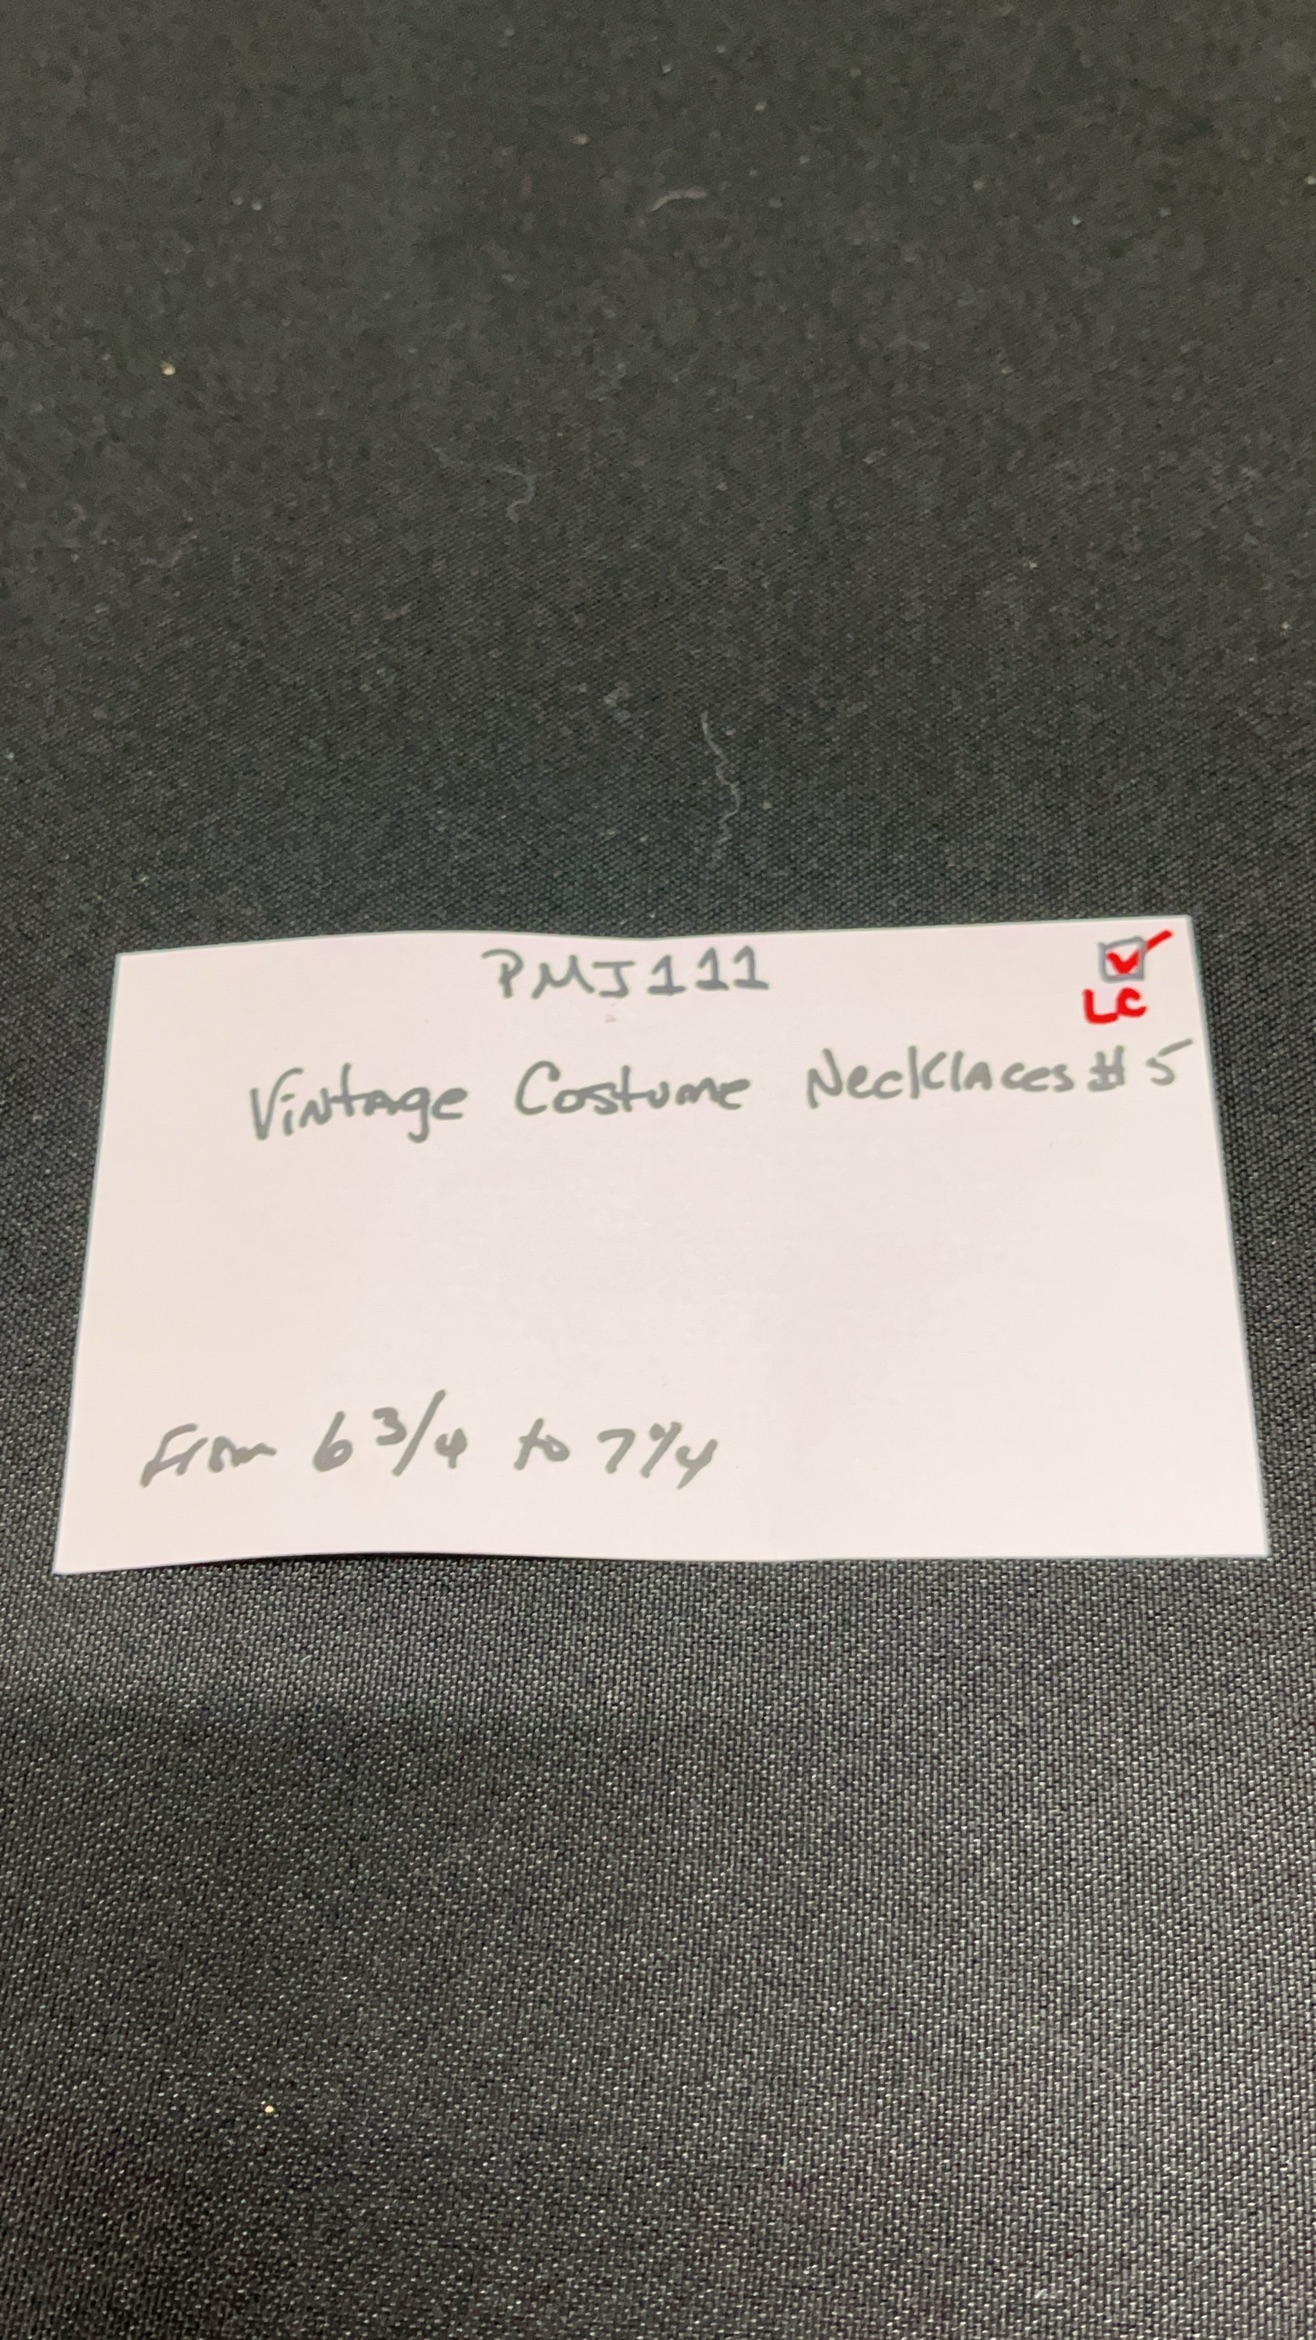 PMJ111
☑
LC
Vintage Costume Necklaces #5
From 6 3/4 to 7 1/4